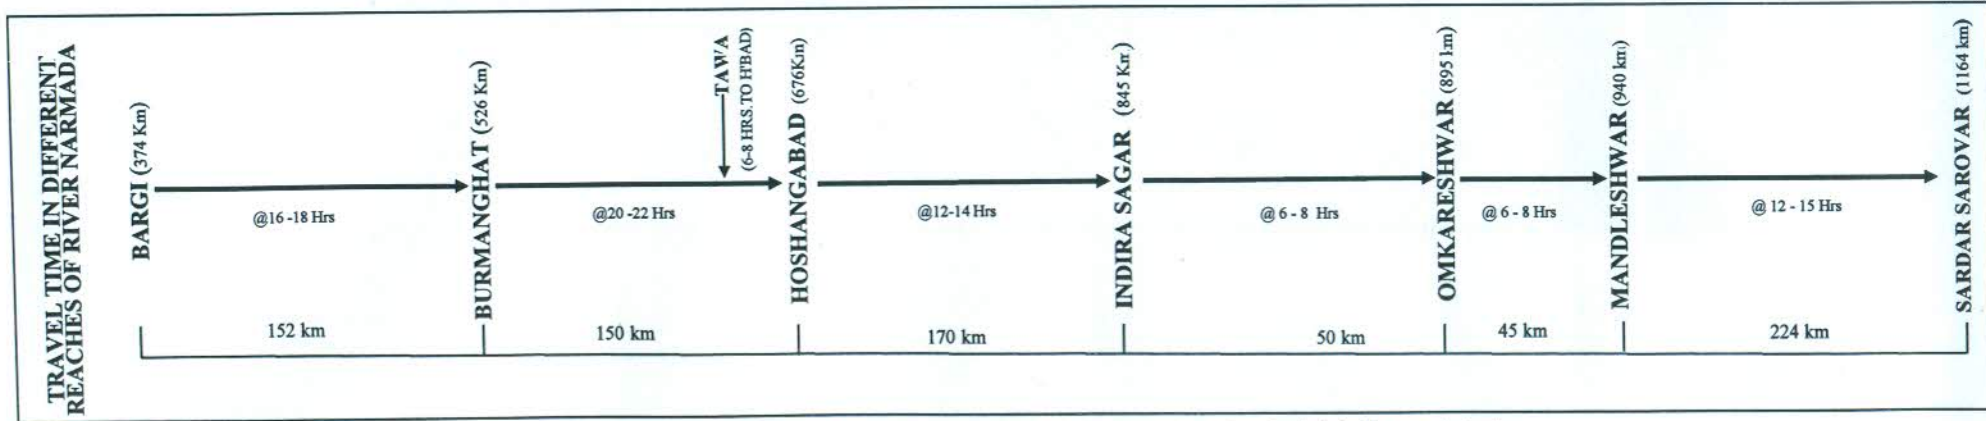 TRAVEL TIME IN DIFFERENT
REACHES OF RIVER NARMADA
BARGI (374 Km)
@16 -18 Hrs
152 km
BURMANGHAT (526 Km)
@20 -22 Hrs
150 km
TAWA
(6-8 HRS.TO H'BAD)
HOSHANGABAD (676Km)
@12-14 Hrs
170 km
INDIRA SAGAR (845 Km)
@ 6 - 8 Hrs
50 km
OMKARESHWAR (895 km)
@ 6 - 8 Hrs
45 km
MANDLESHWAR (940 km)
@ 12 - 15 Hrs
224 km
SARDAR SAROVAR (1164 km)